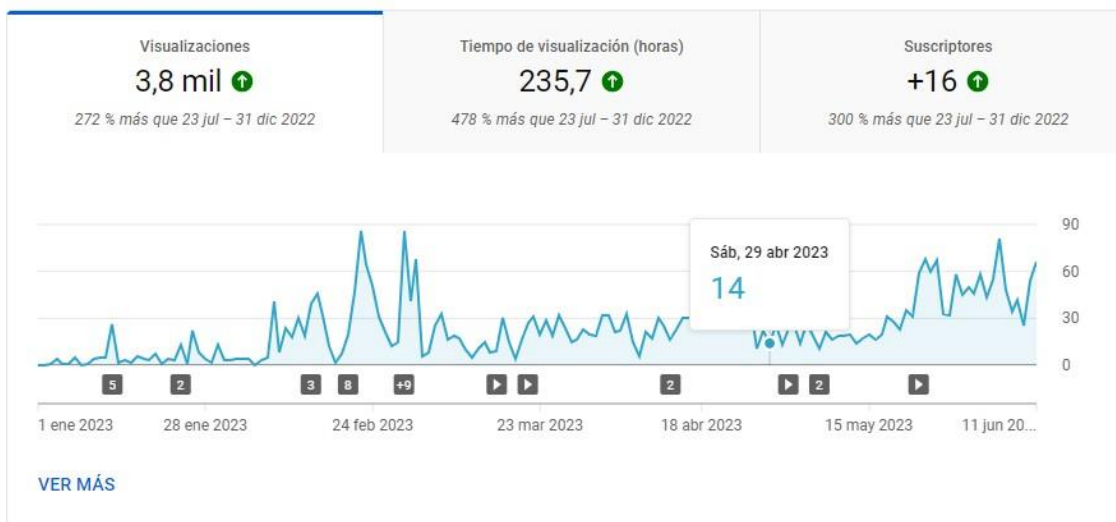 Visualizaciones
3,8 mil
272 % más que 23 jul – 31 dic 2022
Tiempo de visualización (horas)
235,7
478 % más que 23 jul – 31 dic 2022
Suscriptores
+16
300 % más que 23 jul – 31 dic 2022
90
Sáb, 29 abr 2023
14
60
30
0
5
2
3
8
+9
2
2
1 ene 2023
28 ene 2023
24 feb 2023
23 mar 2023
18 abr 2023
15 may 2023
11 jun 20...
VER MÁS